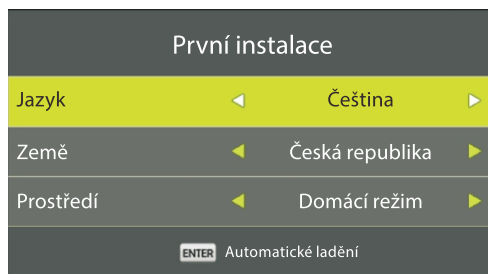 První instalace
Jazyk Čeština
Země Česká republika
Prostředí Domácí režim
ENTER Automatické ladění